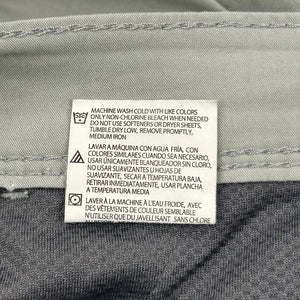 MACHINE WASH COLD WITH LIKE COLORS
ONLY NON-CHLORINE BLEACH WHEN NEEDED
DO NOT USE SOFTENERS OR DRYER SHEETS,
TUMBLE DRY LOW, REMOVE PROMPTLY,
MEDIUM IRON
LAVAR A MÁQUINA CON AGUA FRÍA, CON
COLORES SIMILARES CUANDO SEA NECESARIO,
USAR ÚNICAMENTE BLANQUEADOR SIN CLORO,
NO USAR SUAVIZANTES U HOJAS
SUAVIZANTES, SECAR A TEMPERATURA BAJA,
RETIRAR INMEDIATAMENTE, USAR PLANCHA
A TEMPERATURA MEDIA
LAVER À LA MACHINE À L'EAU FROIDE, AVEC
DES VÊTEMENTS DE COULEUR SEMBLABLE
N'UTILISER QUE DU JAVELLISANT SANS CHLORE